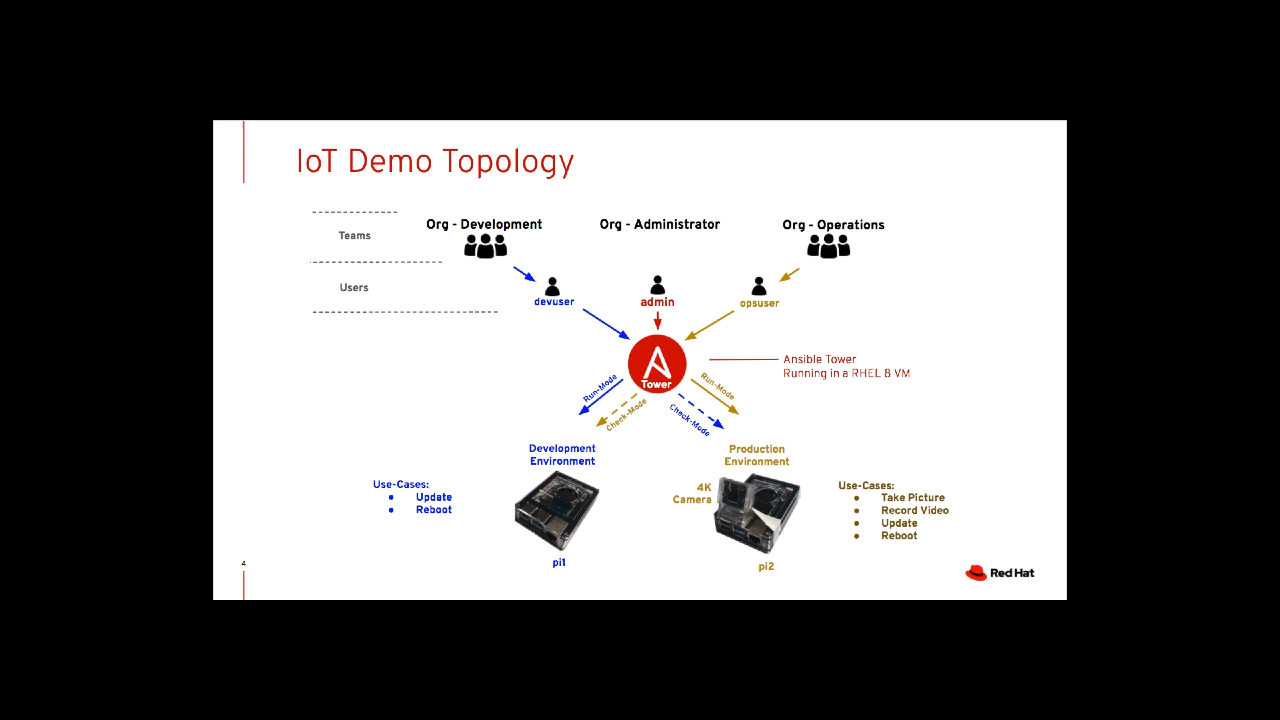 IoT Demo Topology
Teams
Org - Development
Org - Administrator
Org - Operations
Users
devuser
admin
opsuser
Tower
Ansible Tower
Running in a RHEL 8 VM
Run-Mode
Check-Mode
Check-Mode
Run-Mode
Development
Environment
Production
Environment
Use-Cases:
● Update
● Reboot
4K
Camera
Use-Cases:
● Take Picture
● Record Video
● Update
● Reboot
pi1
pi2
4
Red Hat